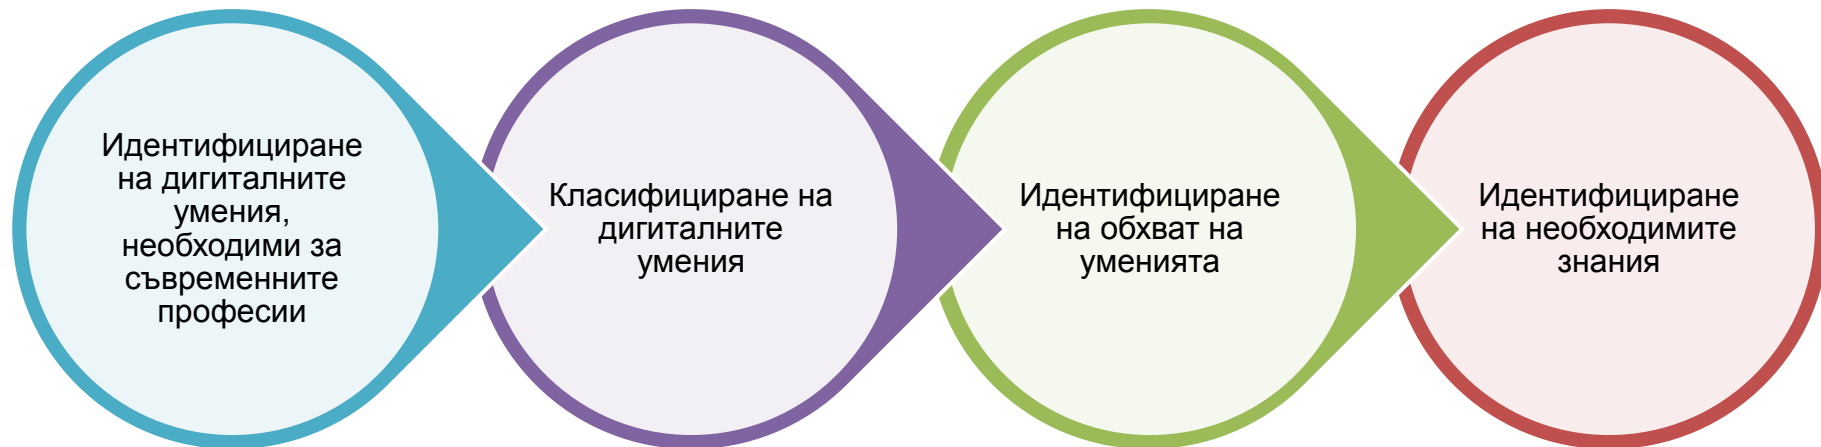 Идентифициране
на дигиталните
умения,
необходими за
съвременните
професии
Класифициране на
дигиталните
умения
Идентифициране
на обхват на
уменията
Идентифициране
на необходимите
знания